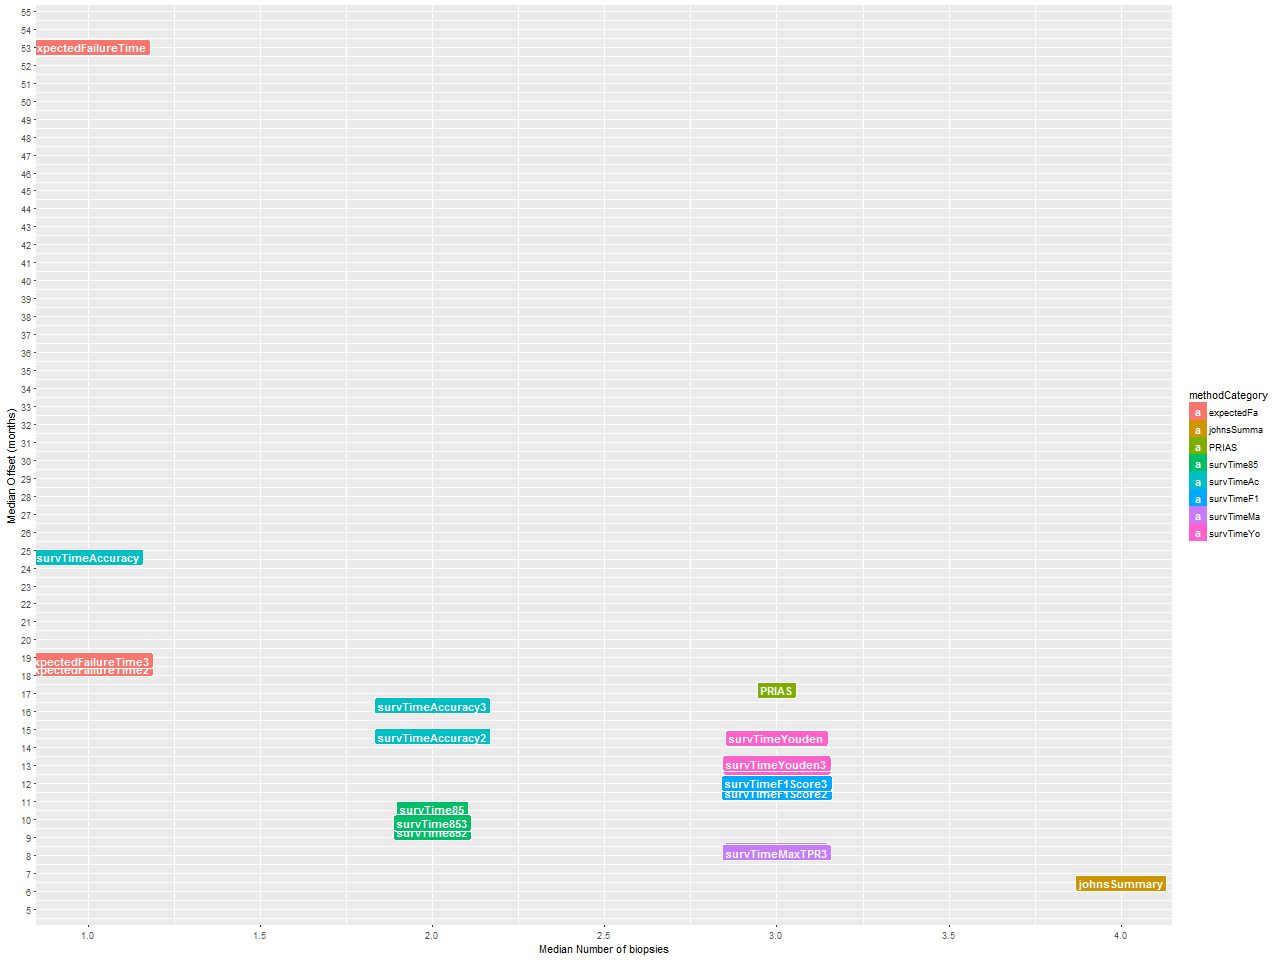 55
54
53
52
51
50
49
48
47
46
45
44
43
42
41
40
39
38
37
36
35
34
33
32
31
30
29
28
27
26
25
24
23
22
21
20
19
18
17
16
15
14
13
12
11
10
9
8
7
6
5
Median Offset (months)
xpectedFailureTime
survTimeAccuracy
xpectedFailureTime3
xpectedFailureTime2
survTimeAccuracy3
survTimeAccuracy2
survTime85
survTime853
survTime852
PRIAS
survTimeYouden
survTimeYouden3
survTimeF1Score3
survTimeF1Score2
survTimeMaxTPR3
johnsSummary
1.0 1.5 2.0 2.5 3.0 3.5 4.0
Median Number of biopsies
methodCategory
a expectedFa
a johnsSumma
a PRIAS
a survTime85
a survTimeAc
a survTimeF1
a survTimeMa
a survTimeYo